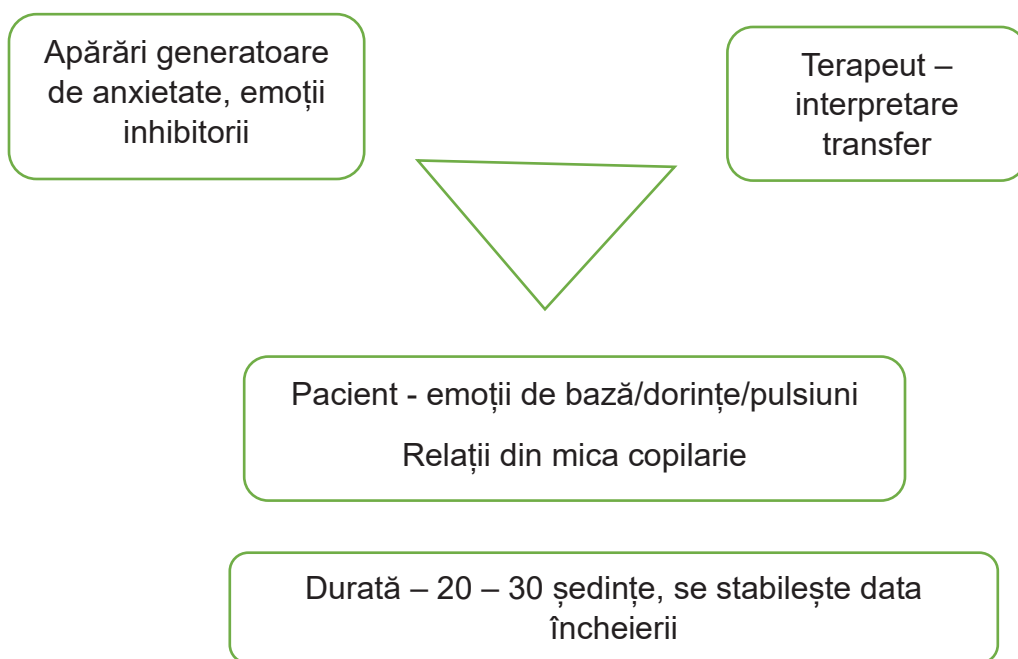 Apărări generatoare
de anxietate, emoții
inhibitorii
Terapeut –
interpretare
transfer
Pacient - emoții de bază/dorințe/pulsiuni
Relații din mica copilarie
Durată – 20 – 30 ședințe, se stabilește data
încheierii